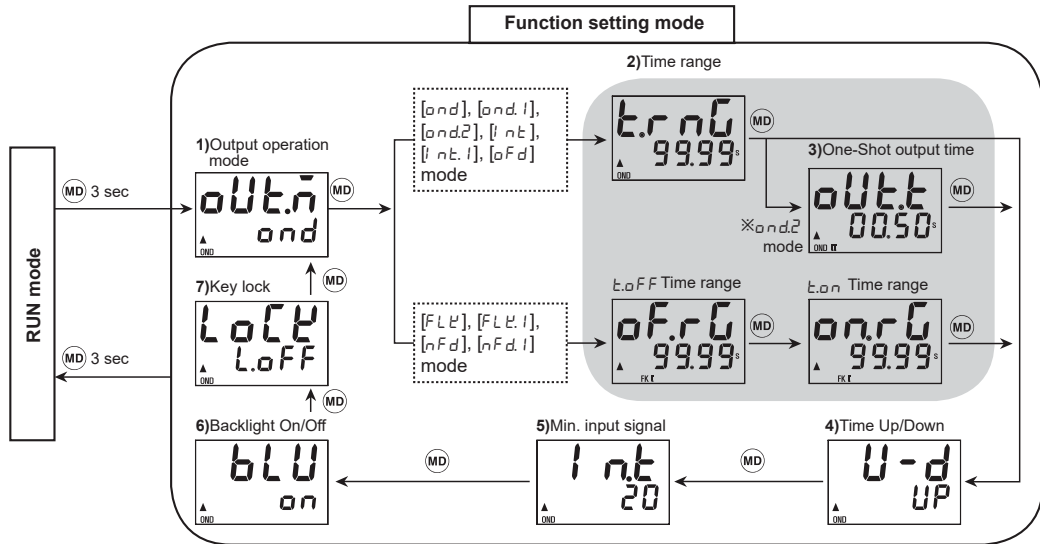 Function setting mode
2)Time range
t.rnG
99.99s
OND
MD
[ond], [ond.1],
[ond.2], [Int],
[Int.1], [oFd]
mode
1)Output operation
mode
oUt.m
ond
OND
MD
MD 3 sec
3)One-Shot output time
oUt.t
00.50s
OND
MD
※ond.2
mode
RUN mode
MD
7)Key lock
LoCK
L.oFF
OND
MD 3 sec
[FLK], [FLK.1],
[nFd], [nFd.1]
mode
t.oFF Time range
oF.rG
99.99s
FK
MD
t.on Time range
on.rG
99.99s
FK
MD
MD
6)Backlight On/Off
bLU
on
OND
MD
5)Min. input signal
In.t
20
OND
MD
4)Time Up/Down
U-d
UP
OND